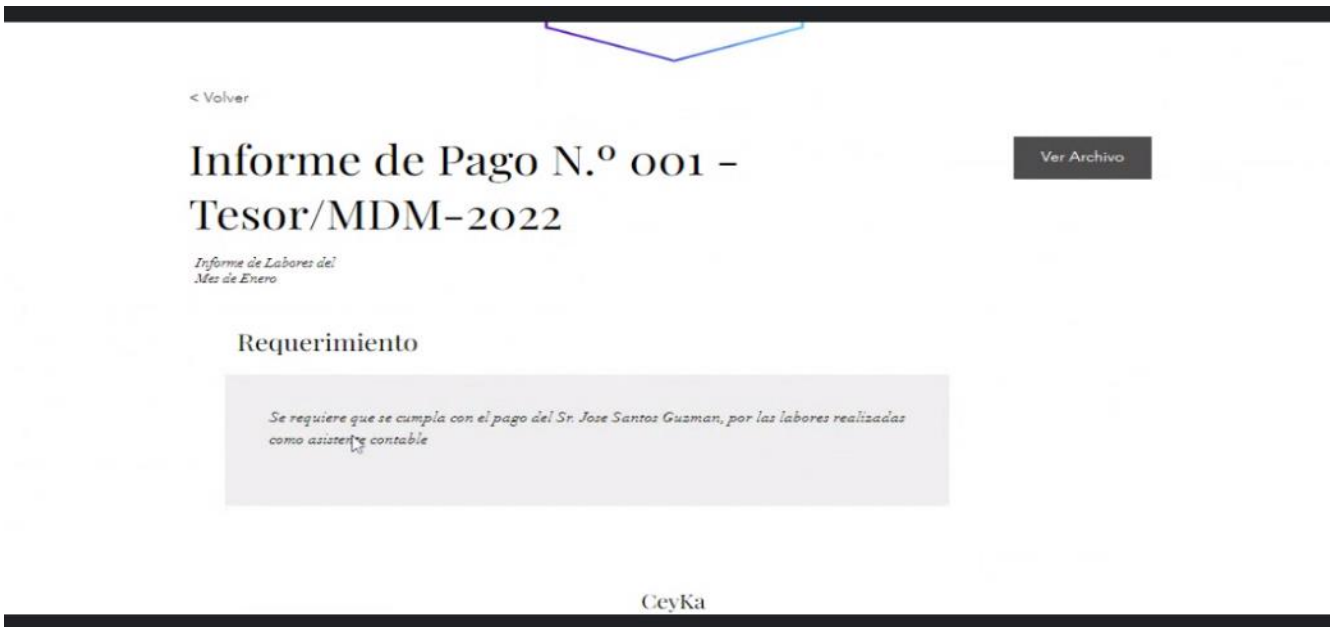 < Volver
Informe de Pago N.º 001 -
Tesor/MDM-2022
Ver Archivo
Informe de Labores del
Mes de Enero
Requerimiento
Se requiere que se cumpla con el pago del Sr. Jose Santos Guzman, por las labores realizadas
como asistente contable
CeyKa